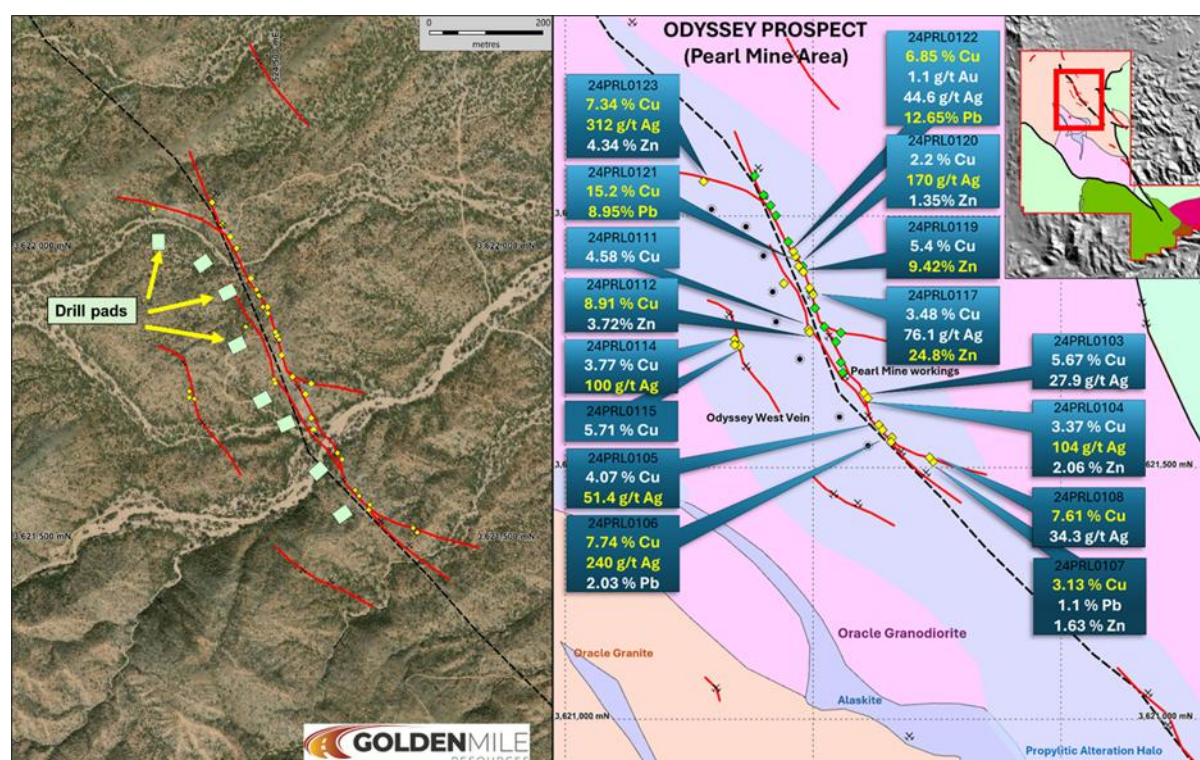 0 200
metres
3,622,000 mN
3,622,000 mN
Drill pads
3,621,500 mN
3,621,500 mN
GOLDENMILE
RESOURCES
ODYSSEY PROSPECT
(Pearl Mine Area)
24PRL0123
7.34 % Cu
312 g/t Ag
4.34 % Zn
24PRL0121
15.2 % Cu
8.95% Pb
24PRL0111
4.58 % Cu
24PRL0112
8.91 % Cu
3.72% Zn
24PRL0114
3.77 % Cu
100 g/t Ag
24PRL0115
5.71 % Cu
24PRL0105
4.07 % Cu
51.4 g/t Ag
24PRL0106
7.74 % Cu
240 g/t Ag
2.03 % Pb
24PRL0122
6.85 % Cu
1.1 g/t Au
44.6 g/t Ag
12.65% Pb
24PRL0120
2.2 % Cu
170 g/t Ag
1.35% Zn
24PRL0119
5.4 % Cu
9.42% Zn
24PRL0117
3.48 % Cu
76.1 g/t Ag
24.8% Zn
24PRL0103
5.67 % Cu
27.9 g/t Ag
24PRL0104
3.37 % Cu
104 g/t Ag
2.06 % Zn
24PRL0108
7.61 % Cu
34.3 g/t Ag
24PRL0107
3.13 % Cu
1.1 % Pb
1.63 % Zn
Pearl Mine workings
Odyssey West Vein
621,500 mN
Oracle Granodiorite
Oracle Granite
Alaskite
3,621,000 mN
3,621,000 mN
Propylitic Alteration Halo